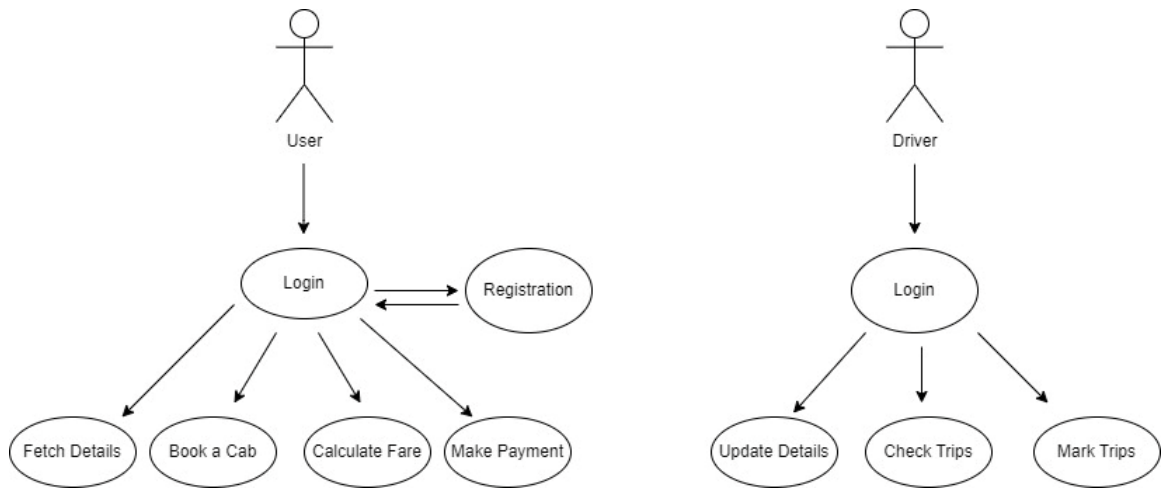 User
Driver
Login
Registration
Login
Fetch Details
Book a Cab
Calculate Fare
Make Payment
Update Details
Check Trips
Mark Trips